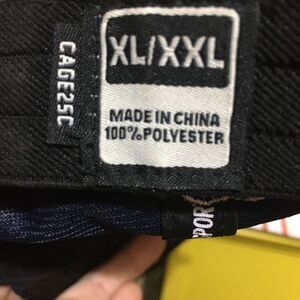 XL/XXL
CAGE25C
MADE IN CHINA
100% POLYESTER